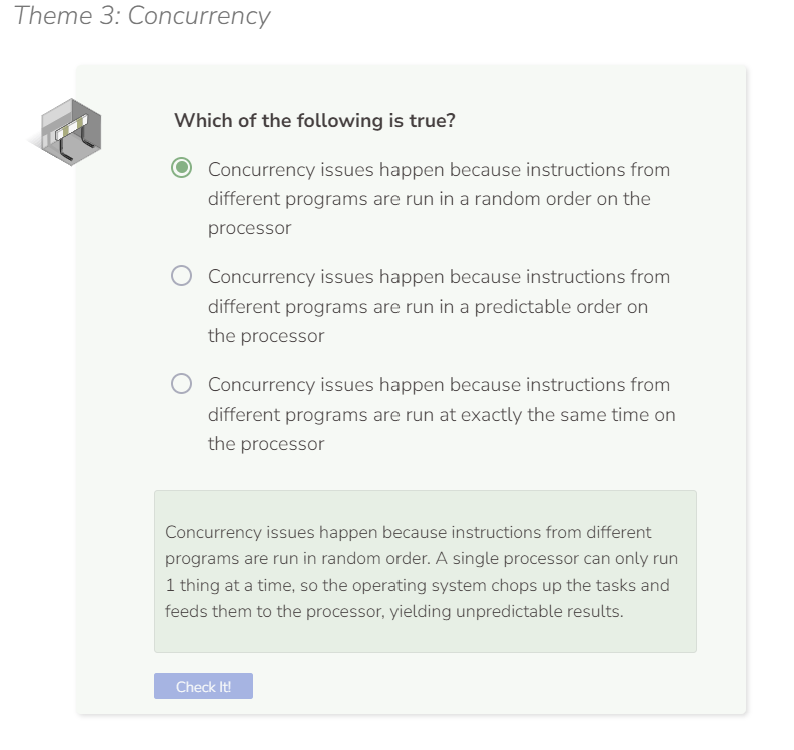 Theme 3: Concurrency
Which of the following is true?
Concurrency issues happen because instructions from
different programs are run in a random order on the
processor
Concurrency issues happen because instructions from
different programs are run in a predictable order on
the processor
Concurrency issues happen because instructions from
different programs are run at exactly the same time on
the processor
Concurrency issues happen because instructions from different
programs are run in random order. A single processor can only run
1 thing at a time, so the operating system chops up the tasks and
feeds them to the processor, yielding unpredictable results.
Check It!